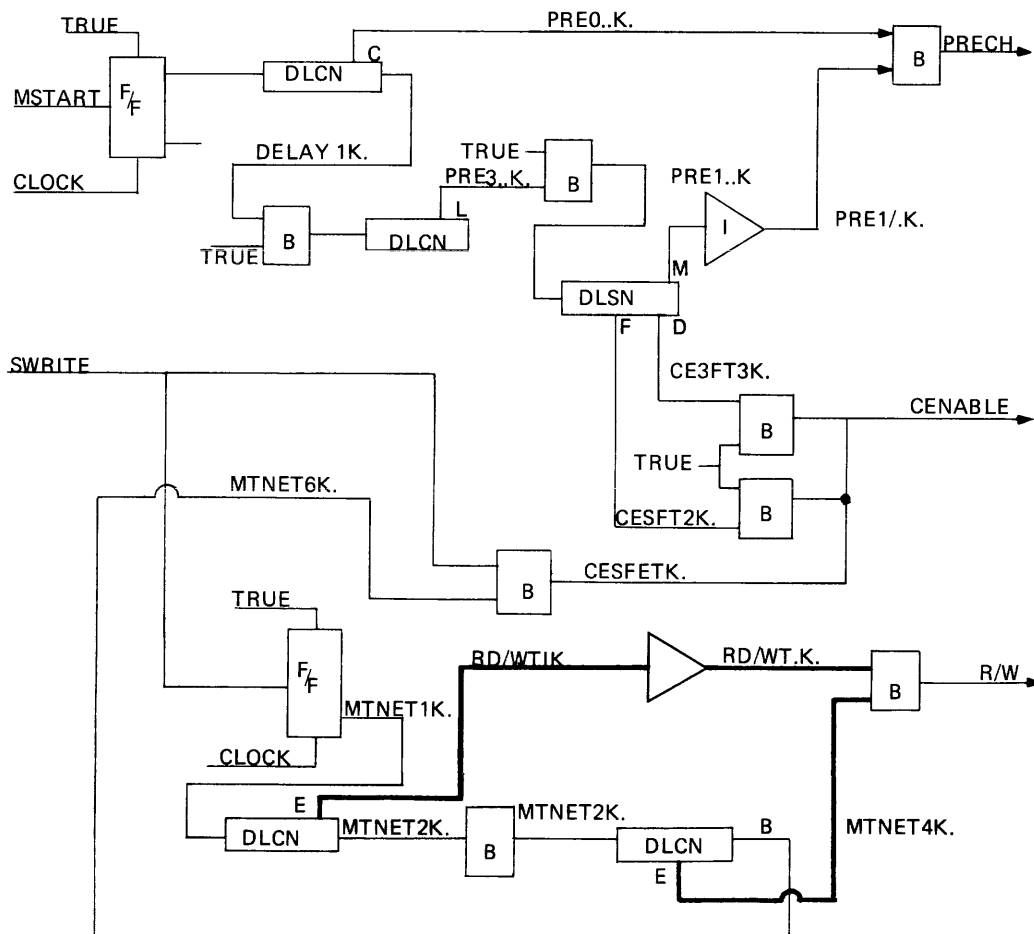 TRUE
PRE0..K.
C
DLCN
B
PRECH
F/F
MSTART
DELAY 1K.
TRUE
PRE3..K.
B
CLOCK
L
PRE1..K
I
PRE1/.K.
B
DLCN
TRUE
M
DLSN
F
D
SWRITE
CE3FT3K.
CENABLE
B
TRUE
MTNET6K.
B
CESFT2K.
B
CESFETK.
TRUE
F/F
RD/WTIK.
RD/WT.K.
B
R/W
MTNET1K.
CLOCK
E
DLCN
MTNET2K.
B
MTNET2K.
DLCN
B
E
MTNET4K.